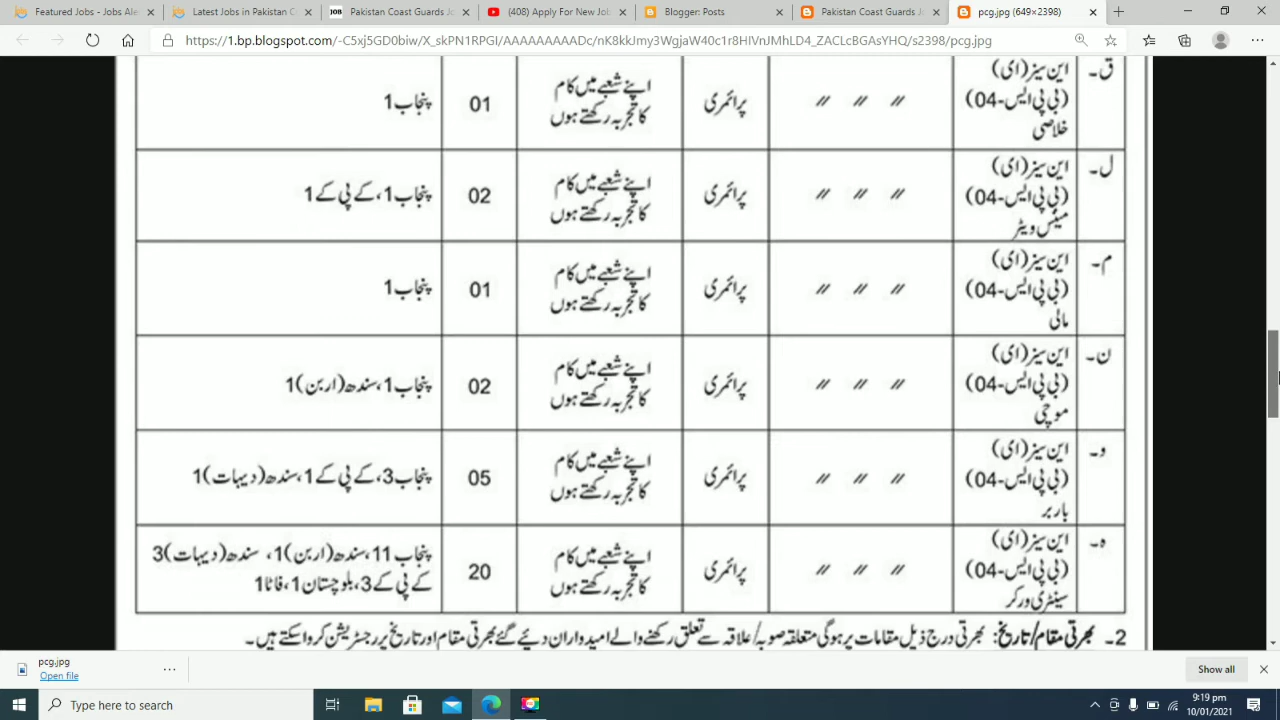 Featured Jobs - Jobs Ale
Latest Jobs in Pakistan C
Pakistan Coast Guards Jo
(408) Apply For New Job
Blogger: Posts
Pakistan Coast Guards Jo
pcg.jpg (649×2398)
https://1.bp.blogspot.com/-C5xj5GD0biw/X_skPN1RPGI/AAAAAAAAADc/nK8kkJmy3WgjaW40c1r8HIVnJMhLD4_ZACLcBGAsYHQ/s2398/pcg.jpg
ق۔ این سیز (ای) (بی پی ایس-04) خلاصی // // // پرائمری اپنے شعبے میں کام کا تجربہ رکھتے ہوں 01 پنجاب 1
ل۔ این سیز (ای) (بی پی ایس-04) میس ویٹر // // // پرائمری اپنے شعبے میں کام کا تجربہ رکھتے ہوں 02 پنجاب 1، کے پی کے 1
م۔ این سیز (ای) (بی پی ایس-04) مالی // // // پرائمری اپنے شعبے میں کام کا تجربہ رکھتے ہوں 01 پنجاب 1
ن۔ این سیز (ای) (بی پی ایس-04) موچی // // // پرائمری اپنے شعبے میں کام کا تجربہ رکھتے ہوں 02 پنجاب 1، سندھ (اربن) 1
و۔ این سیز (ای) (بی پی ایس-04) باربر // // // پرائمری اپنے شعبے میں کام کا تجربہ رکھتے ہوں 05 پنجاب 3، کے پی کے 1، سندھ (دیہات) 1
ہ۔ این سیز (ای) (بی پی ایس-04) سینٹری ورکر // // // پرائمری اپنے شعبے میں کام کا تجربہ رکھتے ہوں 20 پنجاب 11، سندھ (اربن) 1، سندھ (دیہات) 3 کے پی کے 3، بلوچستان 1، فاٹا 1
2۔ بھرتی مقام/تاریخ: بھرتی درج ذیل مقامات پر ہوگی متعلقہ صوبہ/علاقہ سے تعلق رکھنے والے امیدواران دیئے گئے بھرتی مقام اور تاریخ پر رجسٹریشن کروا سکتے ہیں۔
pcg.jpg
Open file
Show all
Type here to search
9:19 pm
10/01/2021